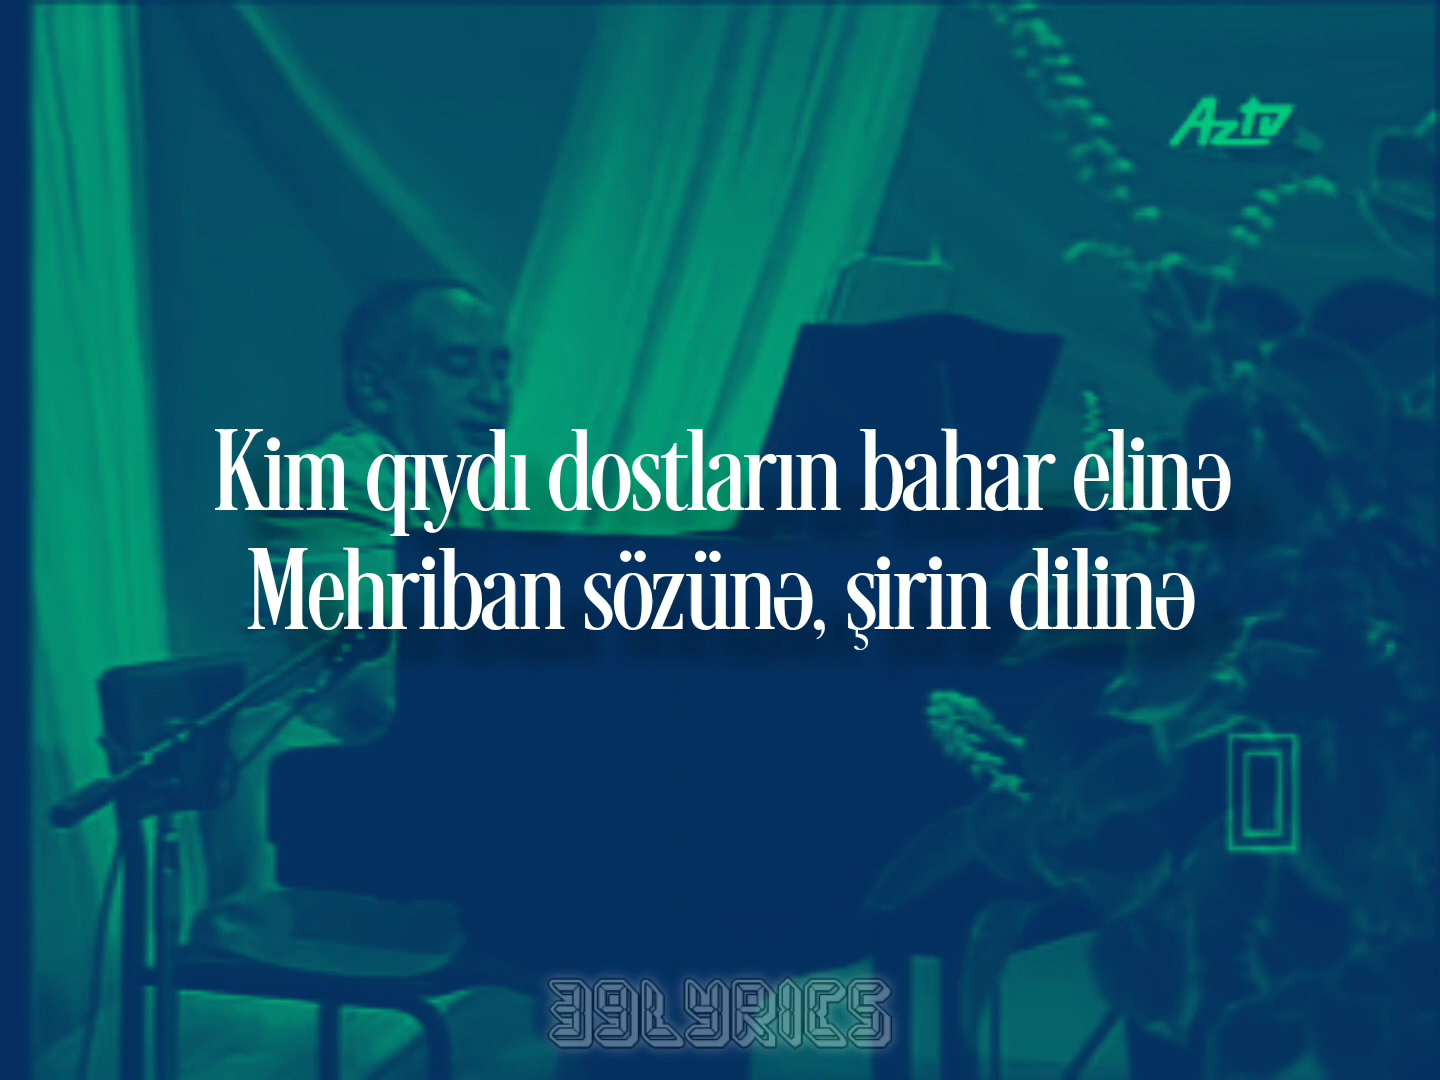 Aztv
Kim qıydı dostların bahar elinə
Mehriban sözünə, şirin dilinə
39LYRICS